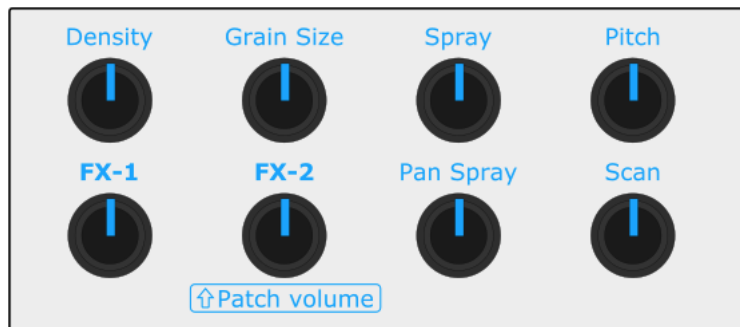 Density Grain Size Spray Pitch
FX-1 FX-2 Pan Spray Scan
⇧Patch volume